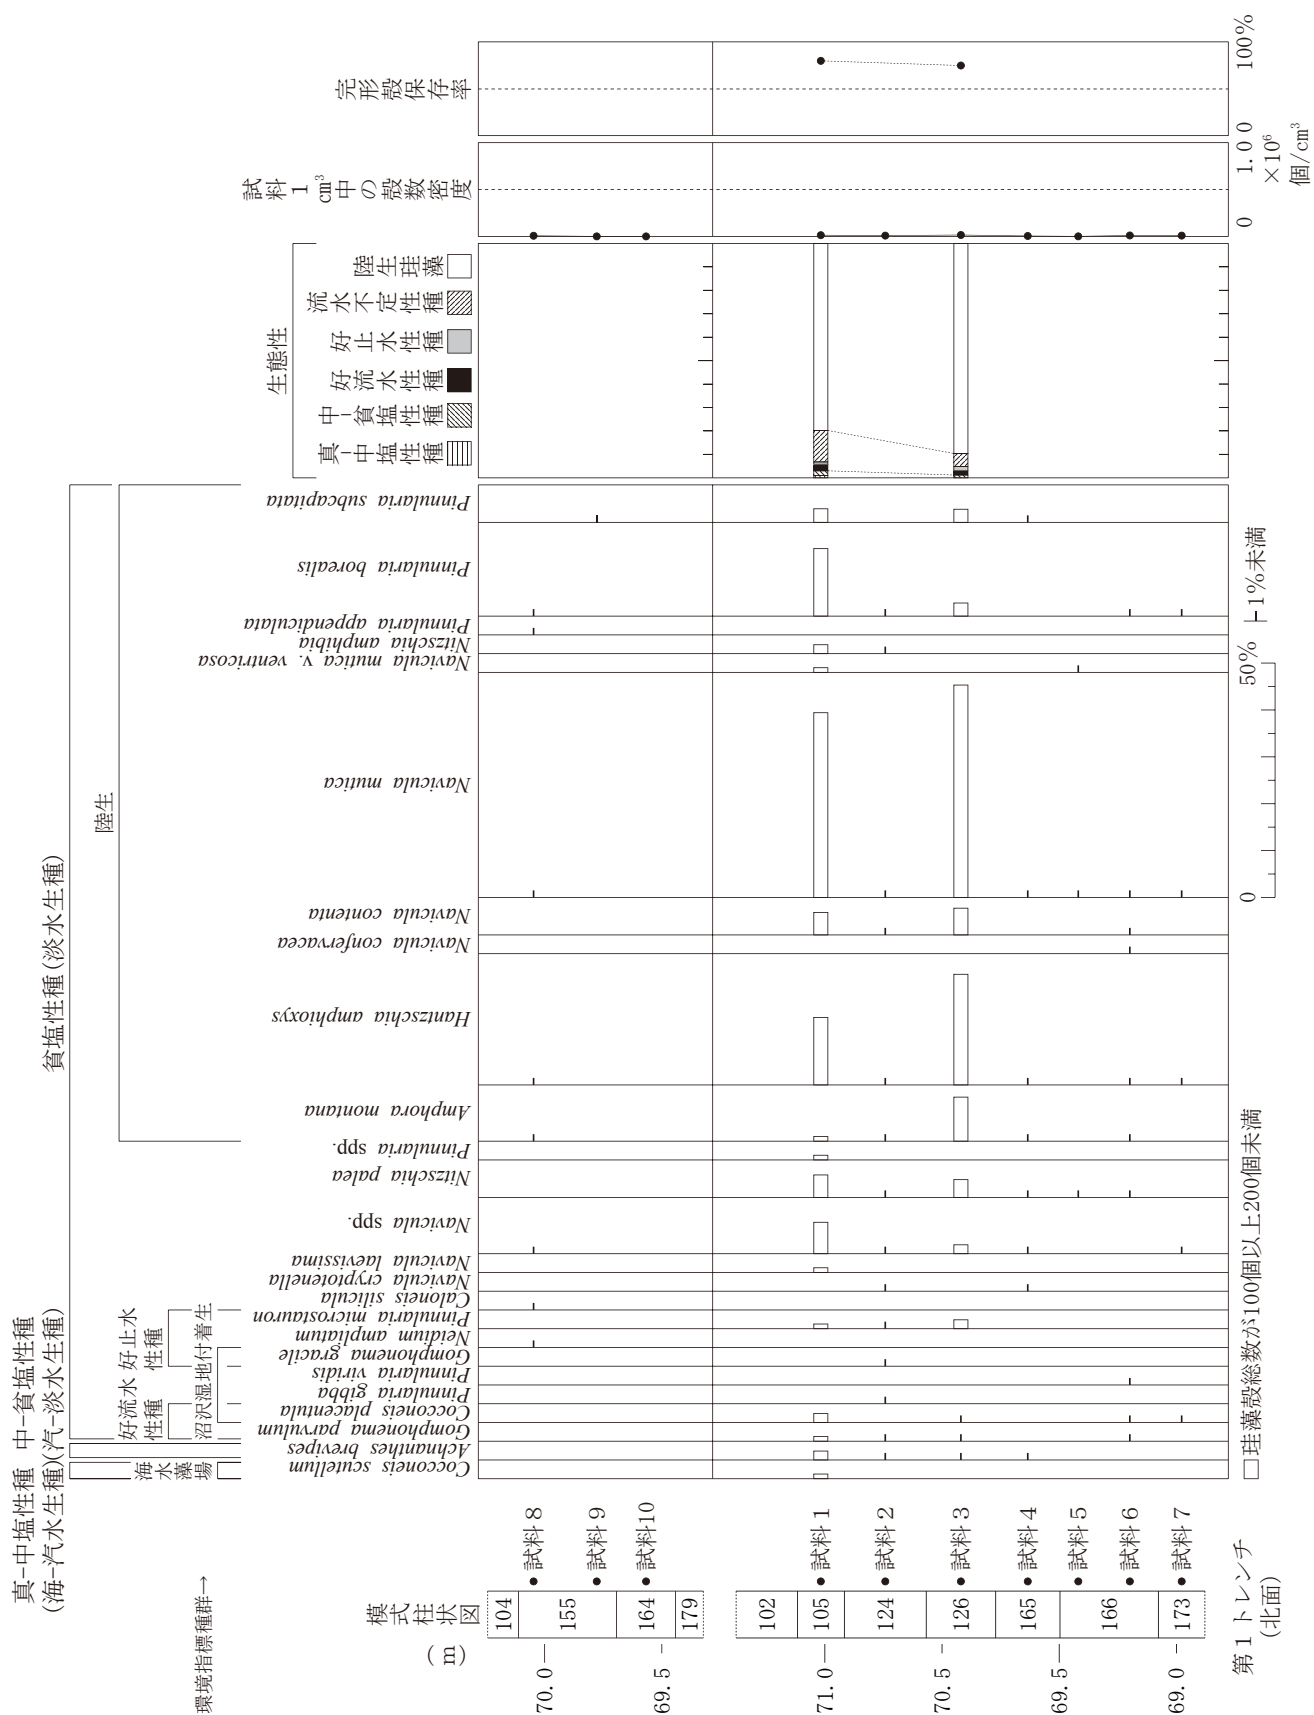 真-中塩性種
(海-汽水生種)
中-貧塩性種
(汽-淡水生種)
貧塩性種(淡水生種)
環境指標種群→
海水藻場
好流水性種
好止水性種
沼沢湿地付着生
陸生
生態性
真-中塩性種
中-貧塩性種
好流水性種
好止水性種
流水不定性種
陸生珪藻
試料1cm³中の殻数密度
完形殻保存率
模式柱状図
(m)
Cocconeis scutellum
Achnanthes brevipes
Gomphonema parvulum
Cocconeis placentula
Pinnularia gibba
Pinnularia viridis
Gomphonema gracile
Neidium ampliatum
Pinnularia microstauron
Caloneis silicula
Navicula cryptotenella
Navicula laevissima
Navicula spp.
Nitzschia palea
Pinnularia spp.
Amphora montana
Hantzschia amphioxys
Navicula confervacea
Navicula contenta
Navicula mutica
Navicula mutica v. ventricosa
Nitzschia amphibia
Pinnularia appendiculata
Pinnularia borealis
Pinnularia subcapitata
70.0
69.5
104
155
164
179
試料8
試料9
試料10
71.0
70.5
69.5
69.0
102
105
124
126
165
166
173
試料1
試料2
試料3
試料4
試料5
試料6
試料7
第1トレンチ
(北面)
□珪藻殻総数が100個以上200個未満
0
50%
├1%未満
0
1.0
×10⁶
個/cm³
0
100%